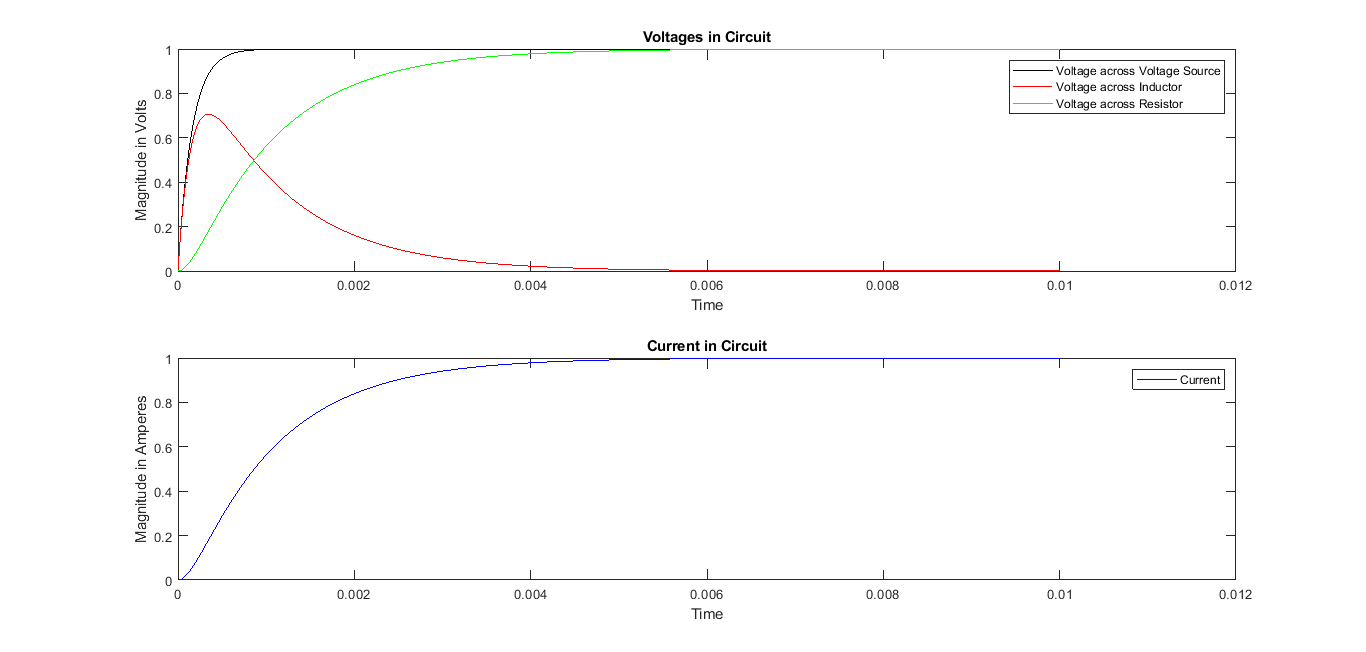 Voltages in Circuit
1
0.8
0.6
0.4
0.2
0
Magnitude in Volts
Voltage across Voltage Source
Voltage across Inductor
Voltage across Resistor
0 0.002 0.004 0.006 0.008 0.01 0.012
Time
Current in Circuit
1
0.8
0.6
0.4
0.2
0
Magnitude in Amperes
Current
0 0.002 0.004 0.006 0.008 0.01 0.012
Time